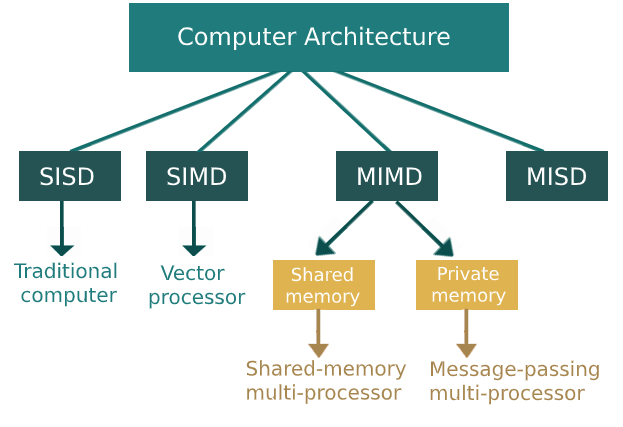 Computer Architecture
SISD
SIMD
MIMD
MISD
Traditional
computer
Vector
processor
Shared
memory
Private
memory
Shared-memory
multi-processor
Message-passing
multi-processor